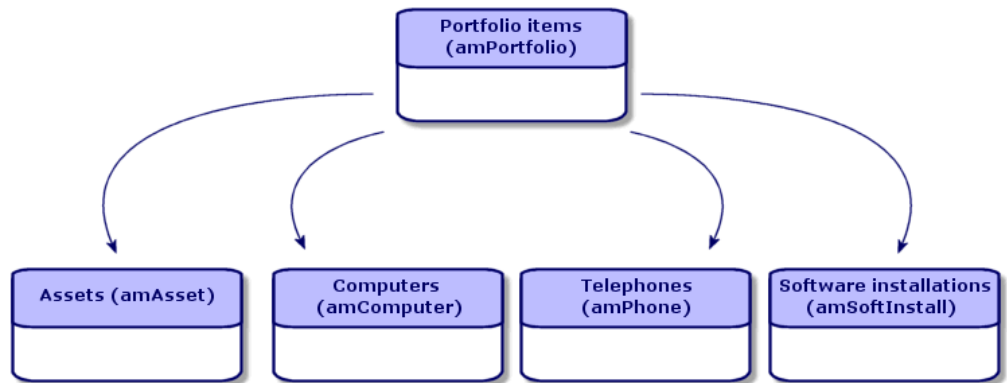 Portfolio items
(amPortfolio)
Assets (amAsset)
Computers
(amComputer)
Telephones
(amPhone)
Software installations
(amSoftInstall)